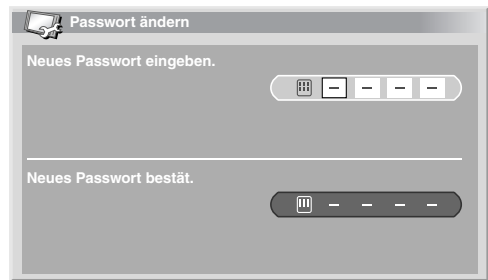 Passwort ändern
Neues Passwort eingeben.
– – – –
Neues Passwort bestät.
– – – –